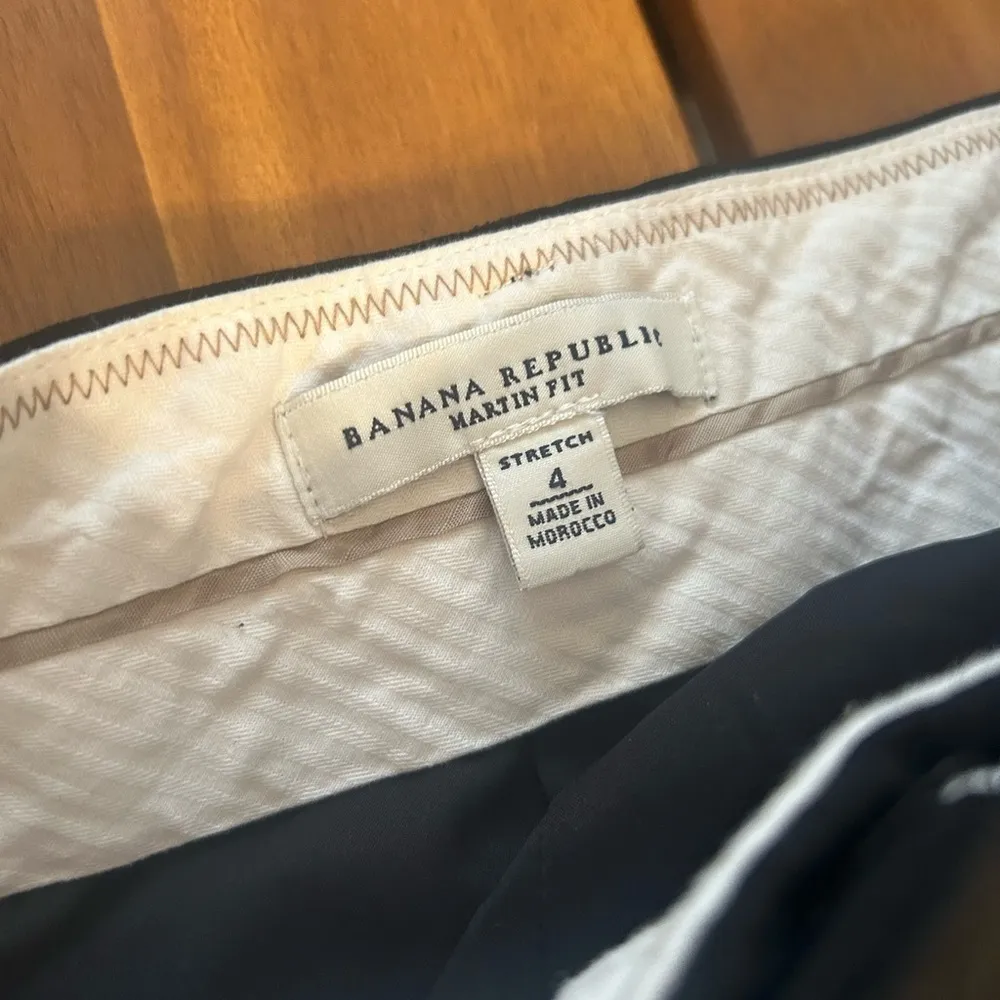 BANANA REPUBLIC
MARTIN FIT
STRETCH
4
MADE IN
MOROCCO